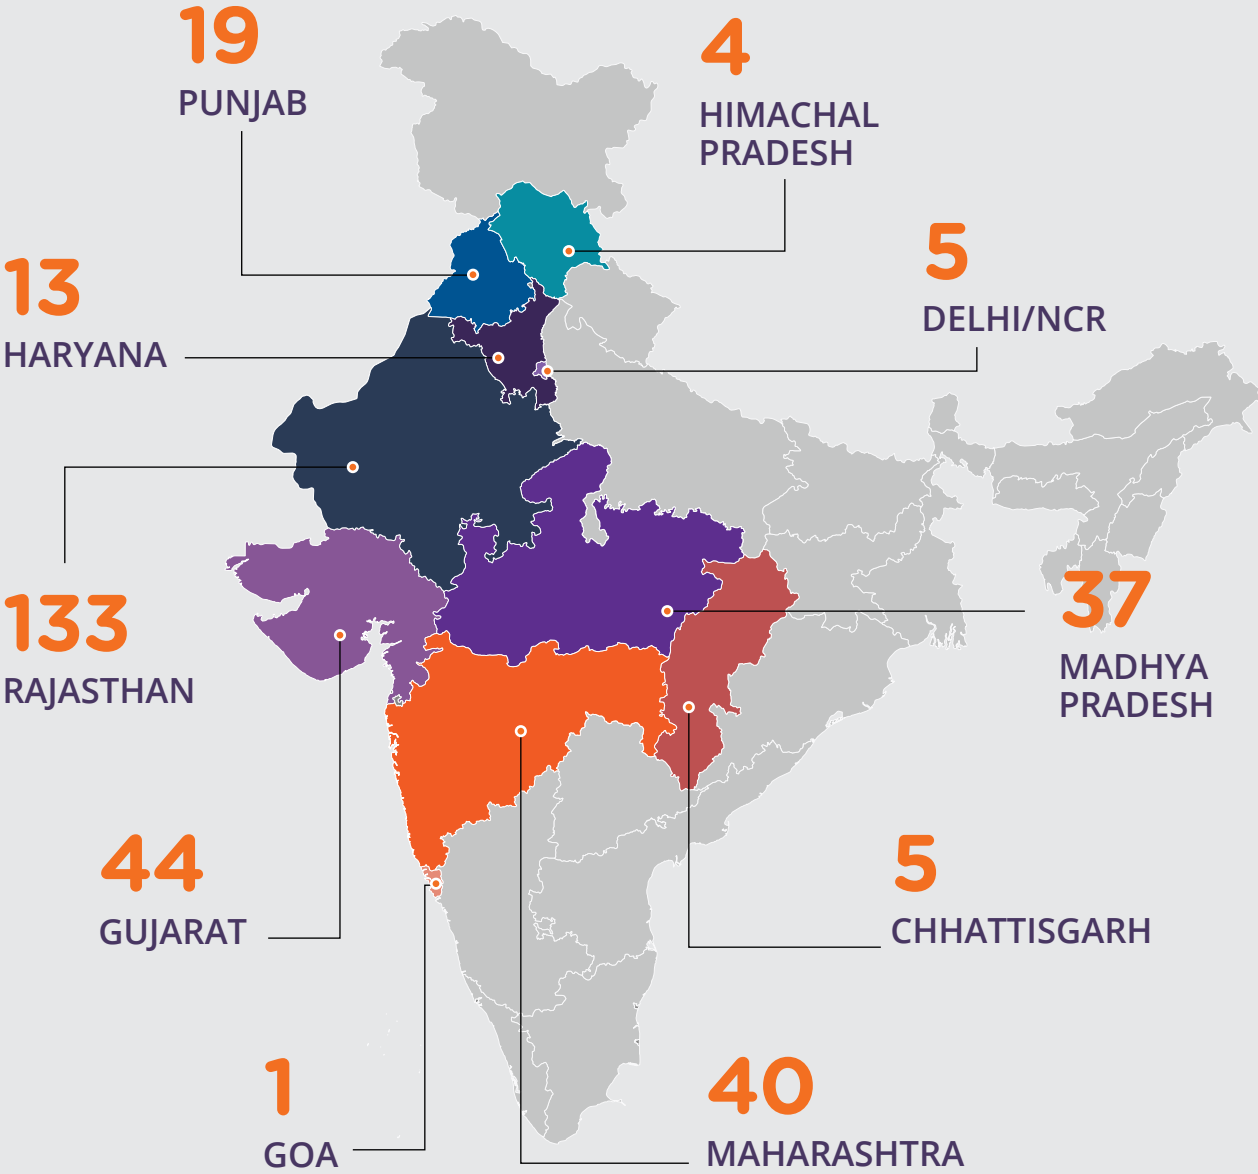 19
PUNJAB
4
HIMACHAL
PRADESH
13
HARYANA
5
DELHI/NCR
133
RAJASTHAN
37
MADHYA
PRADESH
44
GUJARAT
5
CHHATTISGARH
1
GOA
40
MAHARASHTRA